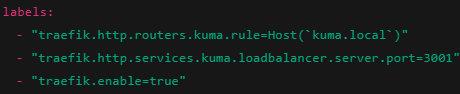 labels:
- "traefik.http.routers.kuma.rule=Host(`kuma.local`)"
- "traefik.http.services.kuma.loadbalancer.server.port=3001"
- "traefik.enable=true"